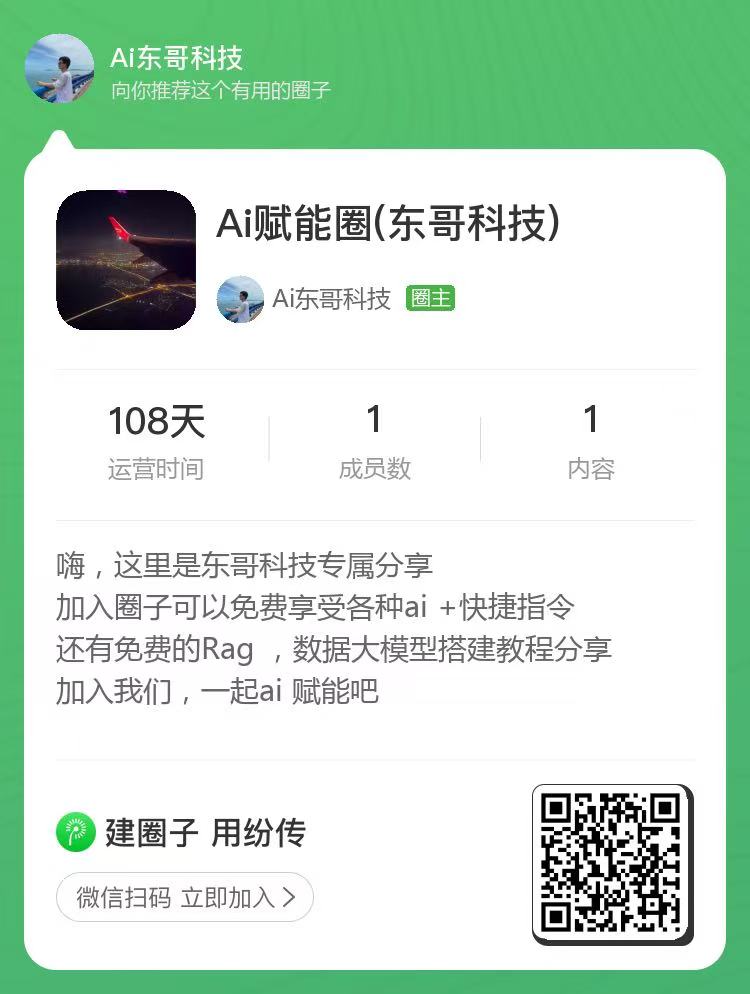 Ai东哥科技
向你推荐这个有用的圈子
Ai赋能圈(东哥科技)
Ai东哥科技 圈主
108天 1 1
运营时间 成员数 内容
嗨，这里是东哥科技专属分享
加入圈子可以免费享受各种ai +快捷指令
还有免费的Rag ，数据大模型搭建教程分享
加入我们，一起ai 赋能吧
建圈子 用纷传
微信扫码 立即加入